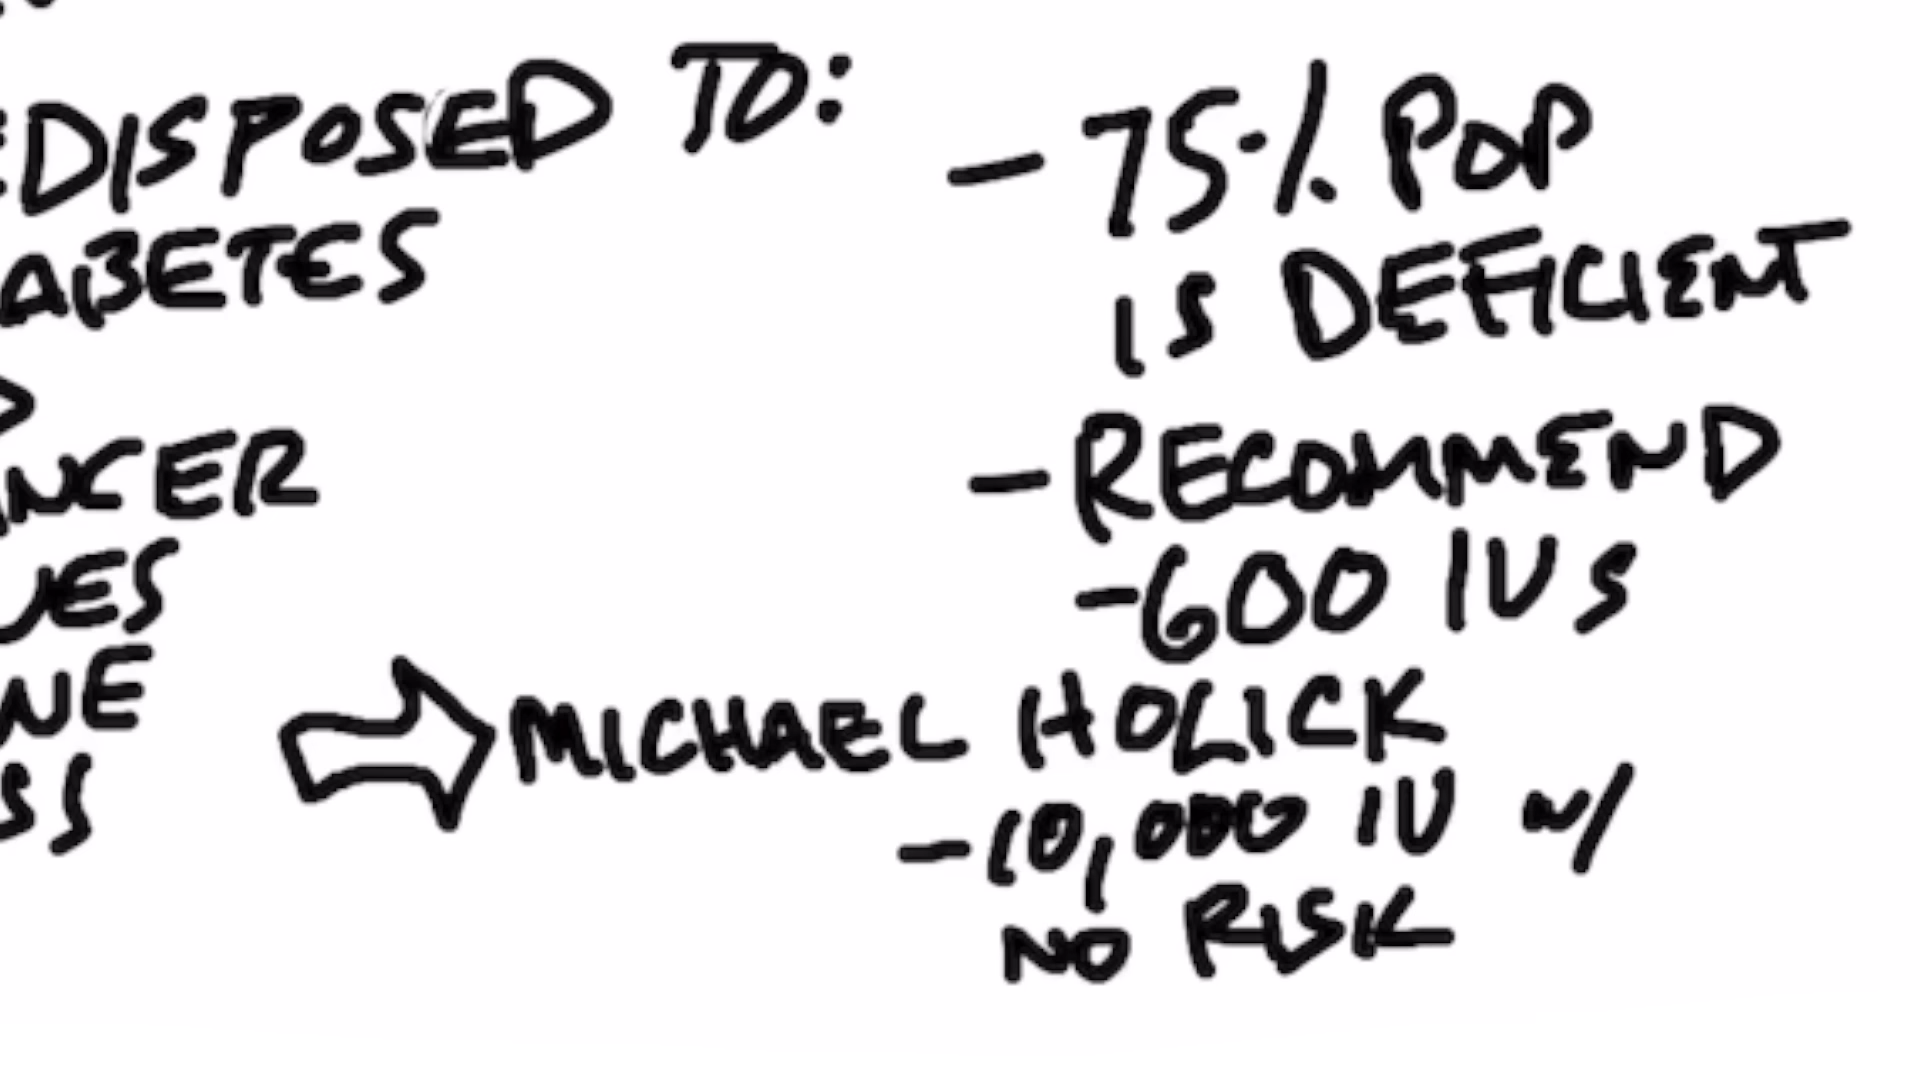 EDISPOSED TO:
ABETES
NCER
UES
NE
SS
- 75% POP
IS DEFICIENT
- RECOMMEND
- 600 IUS
MICHAEL HOLICK
- 10,000 IU w/
NO RISK